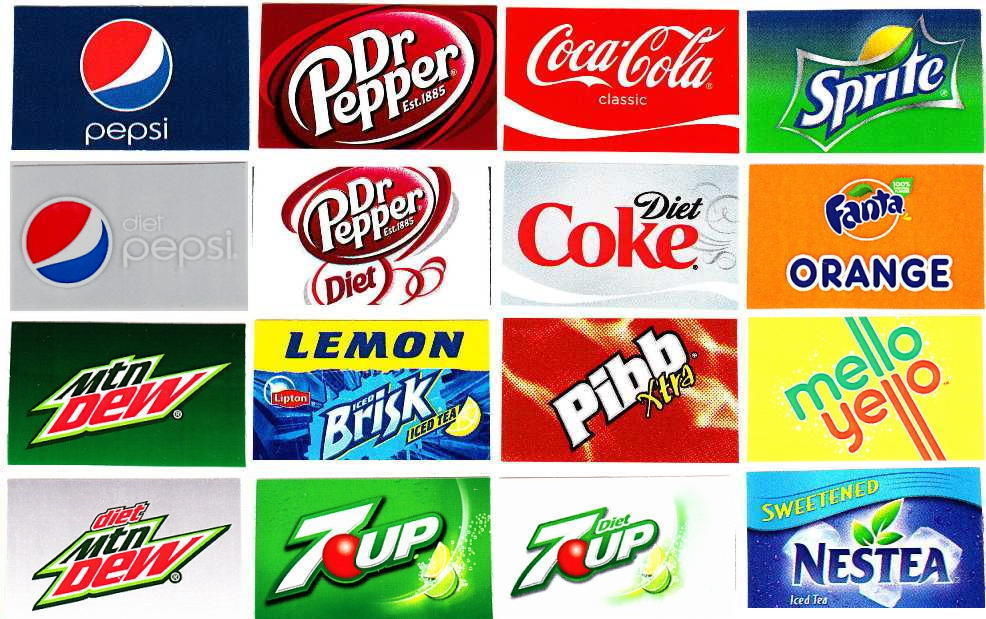 pepsi
Dr
Pepper
Est.1885
Coca-Cola
classic
Sprite
diet
pepsi
Dr
Pepper
Est.1885
Diet
Diet
Coke
Fanta
ORANGE
Mtn
DEW
LEMON
Lipton
ICED
Brisk
ICED TEA
Pibb
Xtra
mello
yello
diet
Mtn
DEW
7UP
Diet
7UP
SWEETENED
NESTEA
Iced Tea